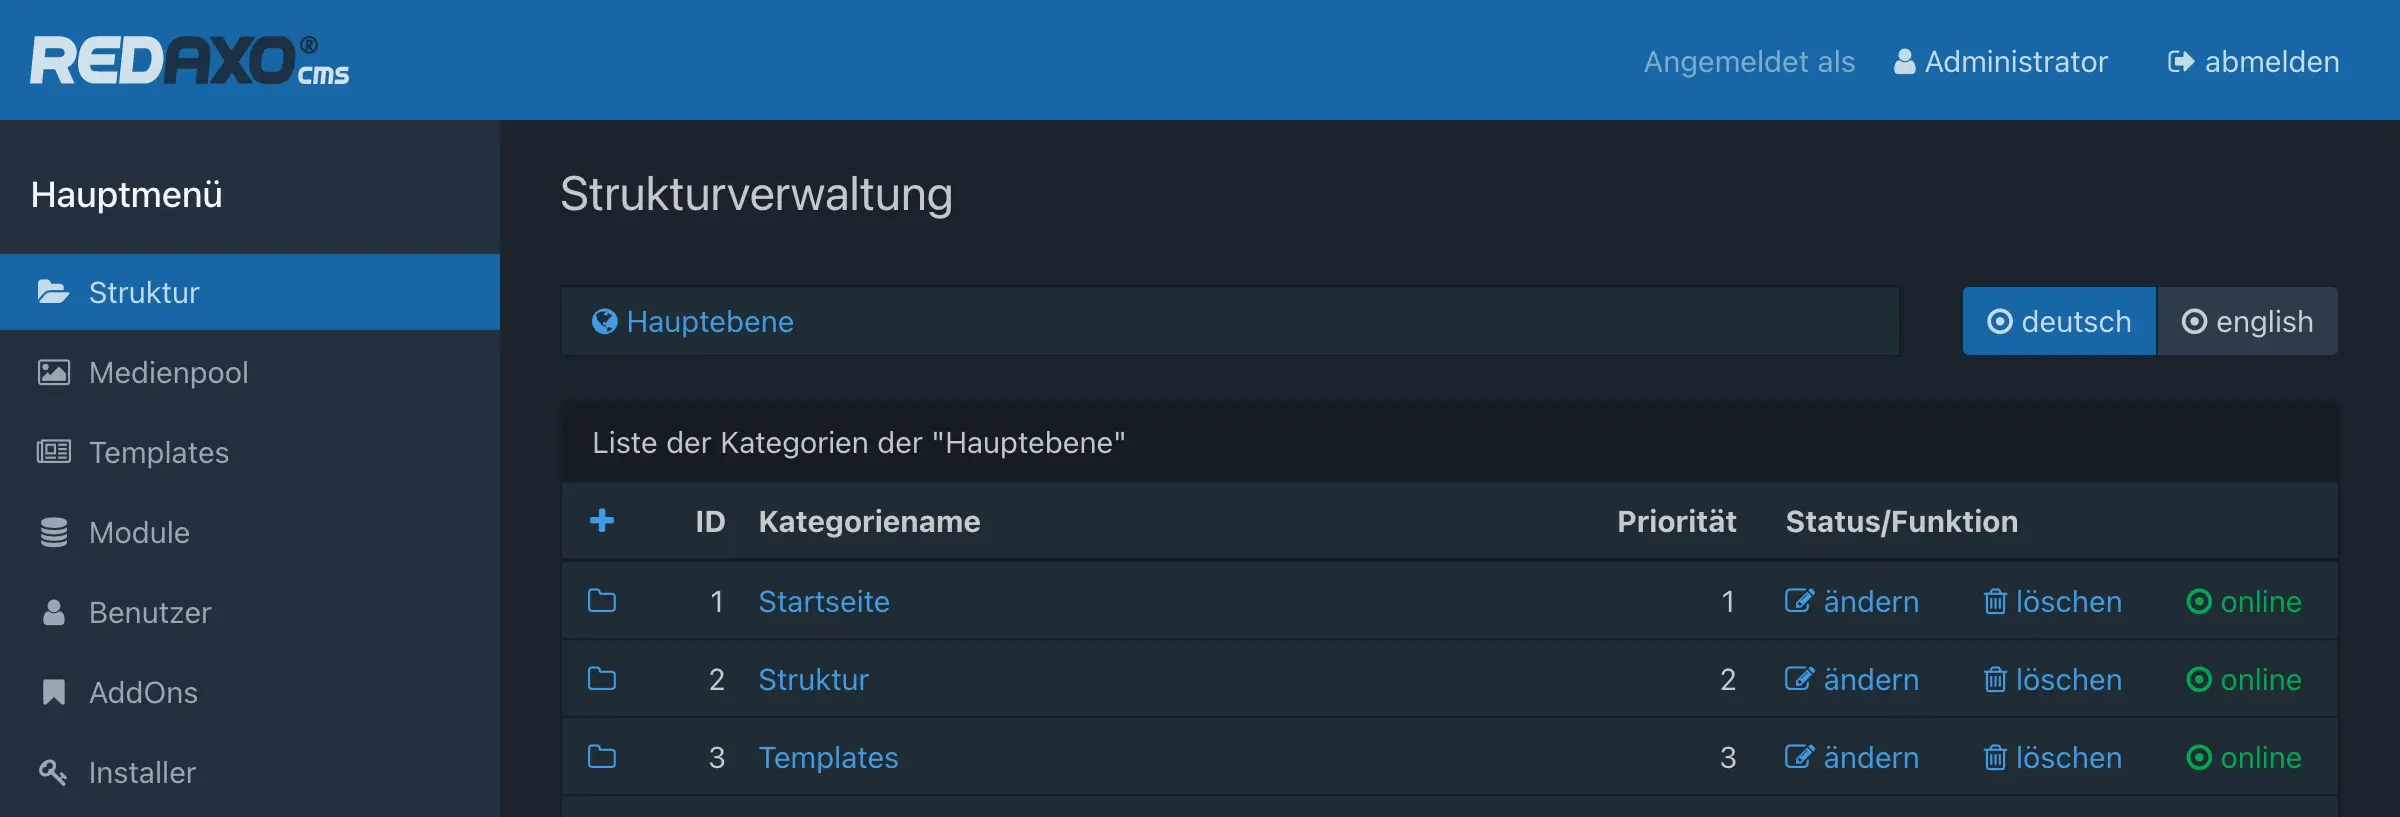 REDAXO® cms
Angemeldet als Administrator abmelden
Hauptmenü
Struktur
Medienpool
Templates
Module
Benutzer
AddOns
Installer
Strukturverwaltung
Hauptebene
deutsch english
Liste der Kategorien der "Hauptebene"
+ ID Kategoriename Priorität Status/Funktion
1 Startseite 1 ändern löschen online
2 Struktur 2 ändern löschen online
3 Templates 3 ändern löschen online